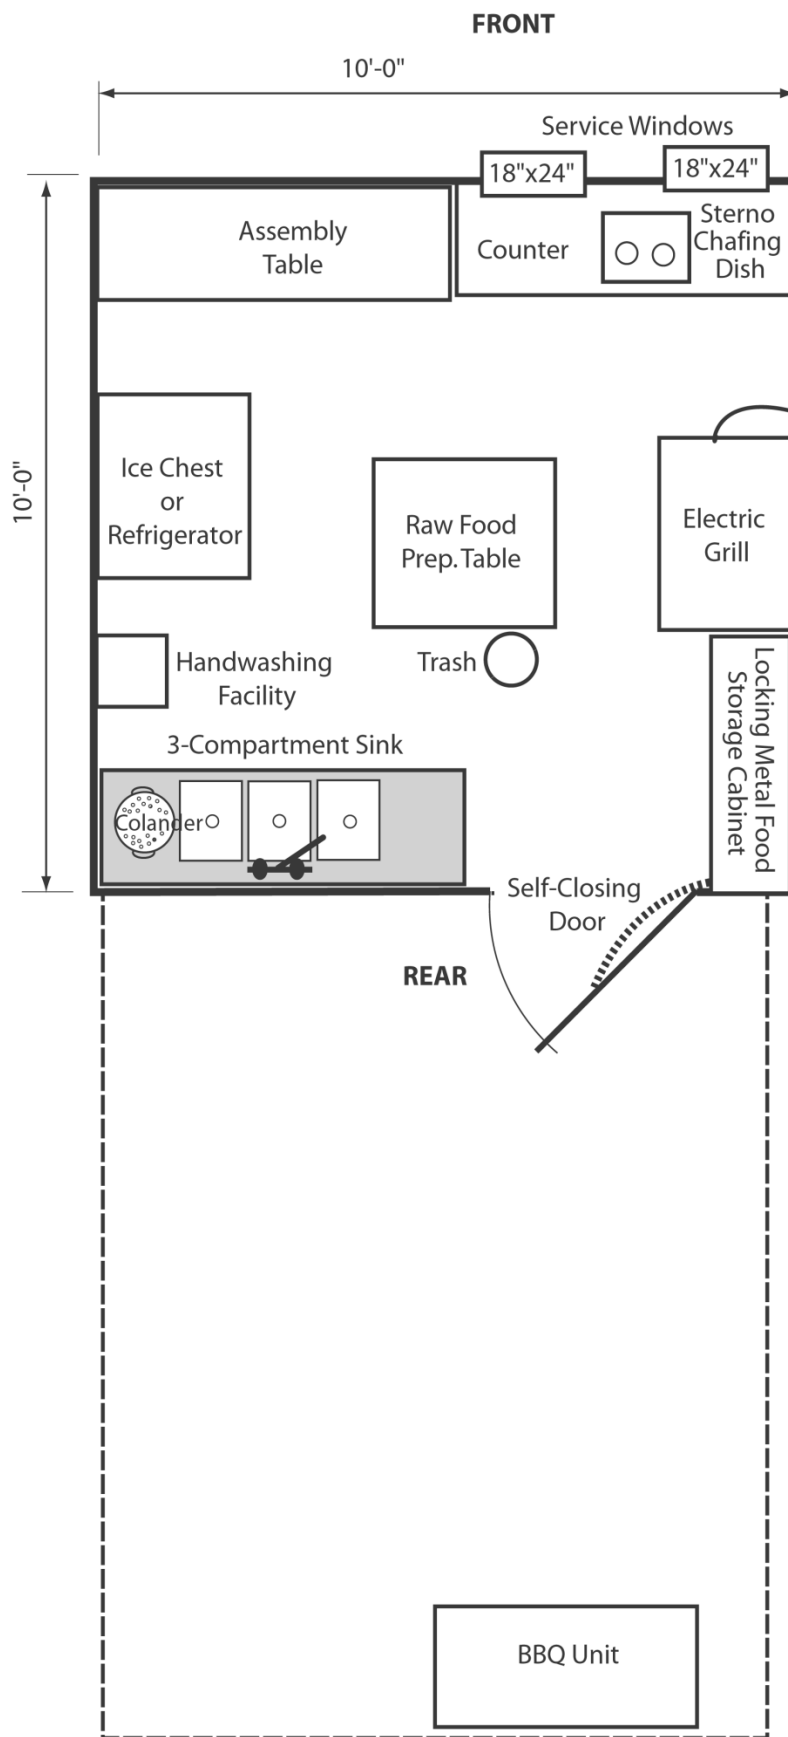 FRONT
10'-0"
Service Windows
18"x24"
18"x24"
Assembly
Table
Counter
Sterno
Chafing
Dish
10'-0"
Ice Chest
or
Refrigerator
Raw Food
Prep. Table
Electric
Grill
Handwashing
Facility
Trash
Locking Metal Food
Storage Cabinet
3-Compartment Sink
Colander
Self-Closing
Door
REAR
BBQ Unit